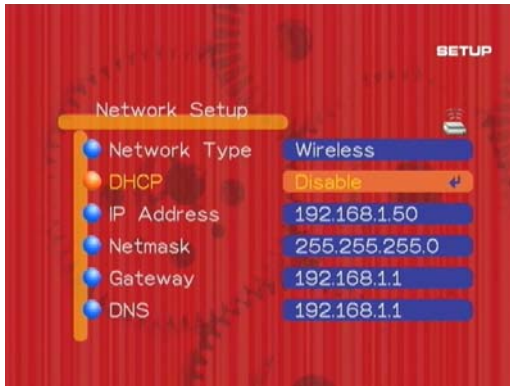 SETUP
Network Setup
Network Type Wireless
DHCP Disable
IP Address 192.168.1.50
Netmask 255.255.255.0
Gateway 192.168.1.1
DNS 192.168.1.1